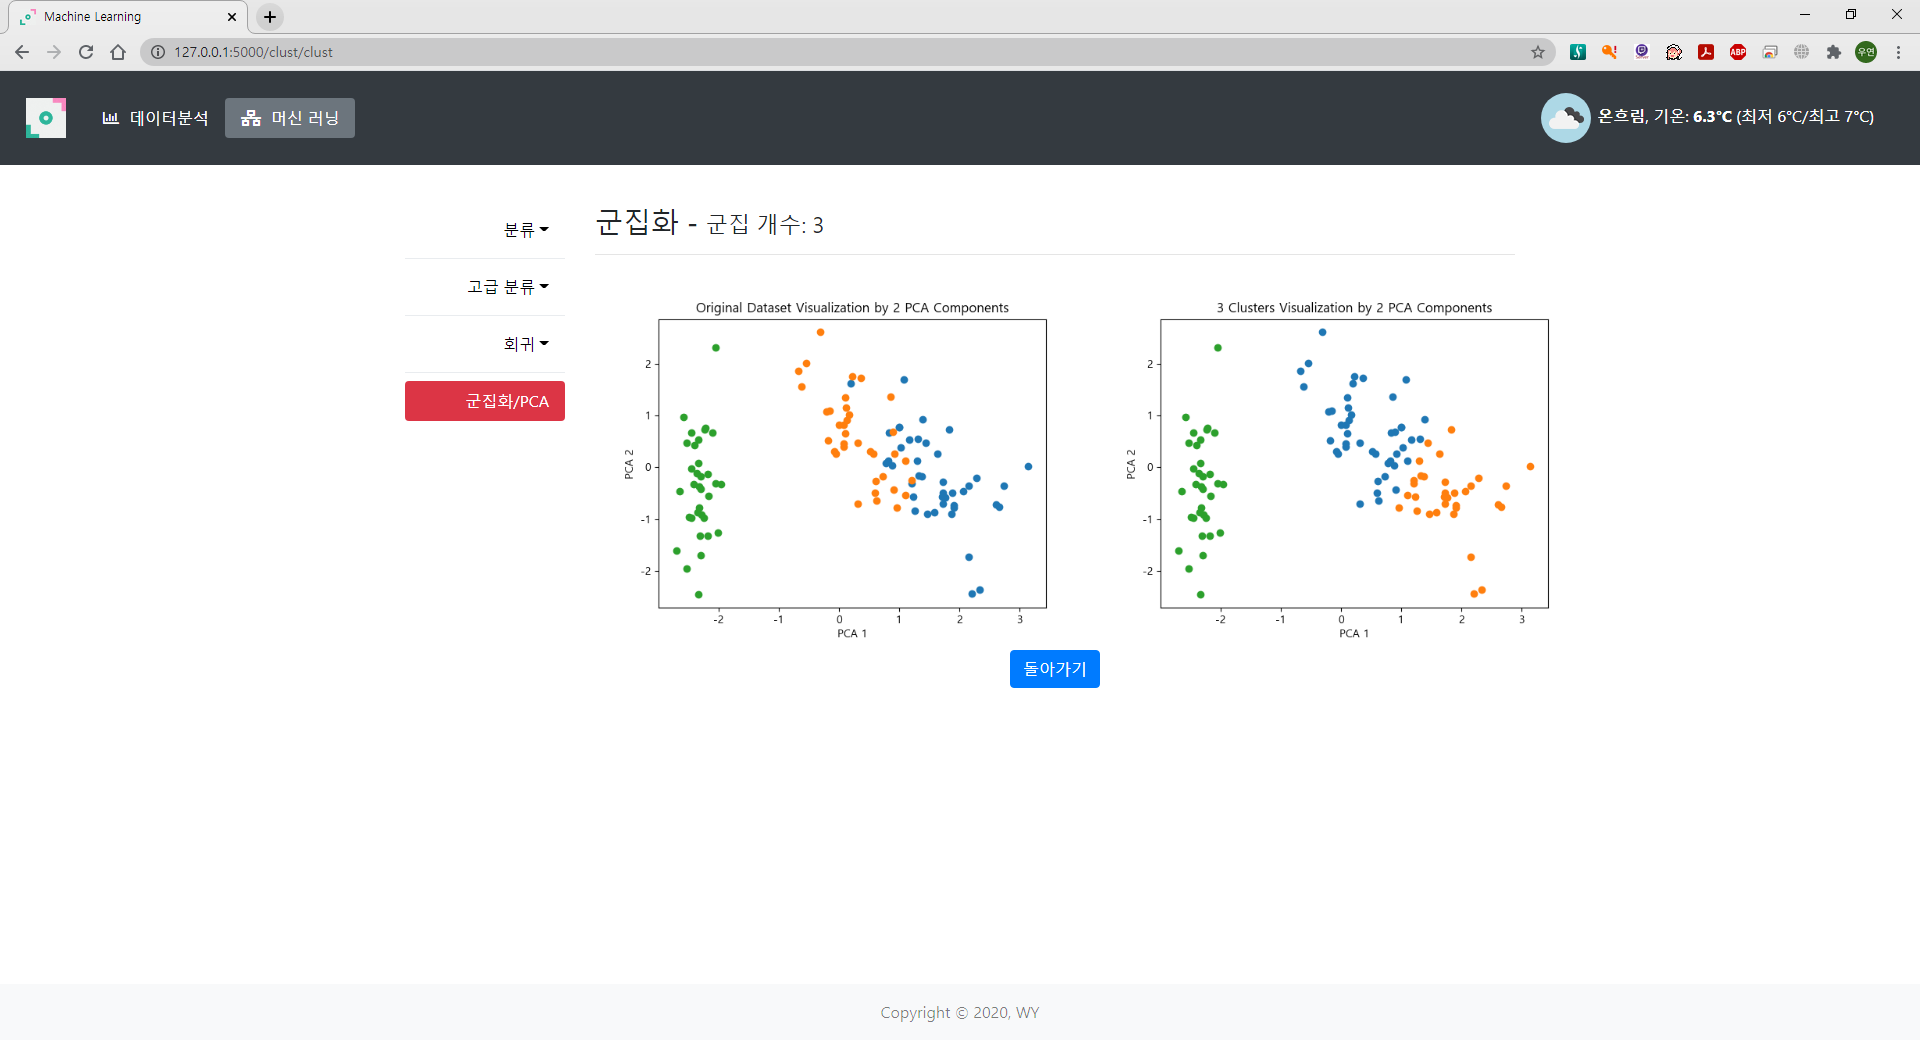 Machine Learning
127.0.0.1:5000/clust/clust
ABP
우연
데이터분석
머신 러닝
온흐림, 기온: 6.3°C (최저 6°C/최고 7°C)
분류
고급 분류
회귀
군집화/PCA
군집화 - 군집 개수: 3
Original Dataset Visualization by 2 PCA Components
PCA 2
2
1
0
-1
-2
-2 -1 0 1 2 3
PCA 1
3 Clusters Visualization by 2 PCA Components
PCA 2
2
1
0
-1
-2
-2 -1 0 1 2 3
PCA 1
돌아가기
Copyright © 2020, WY